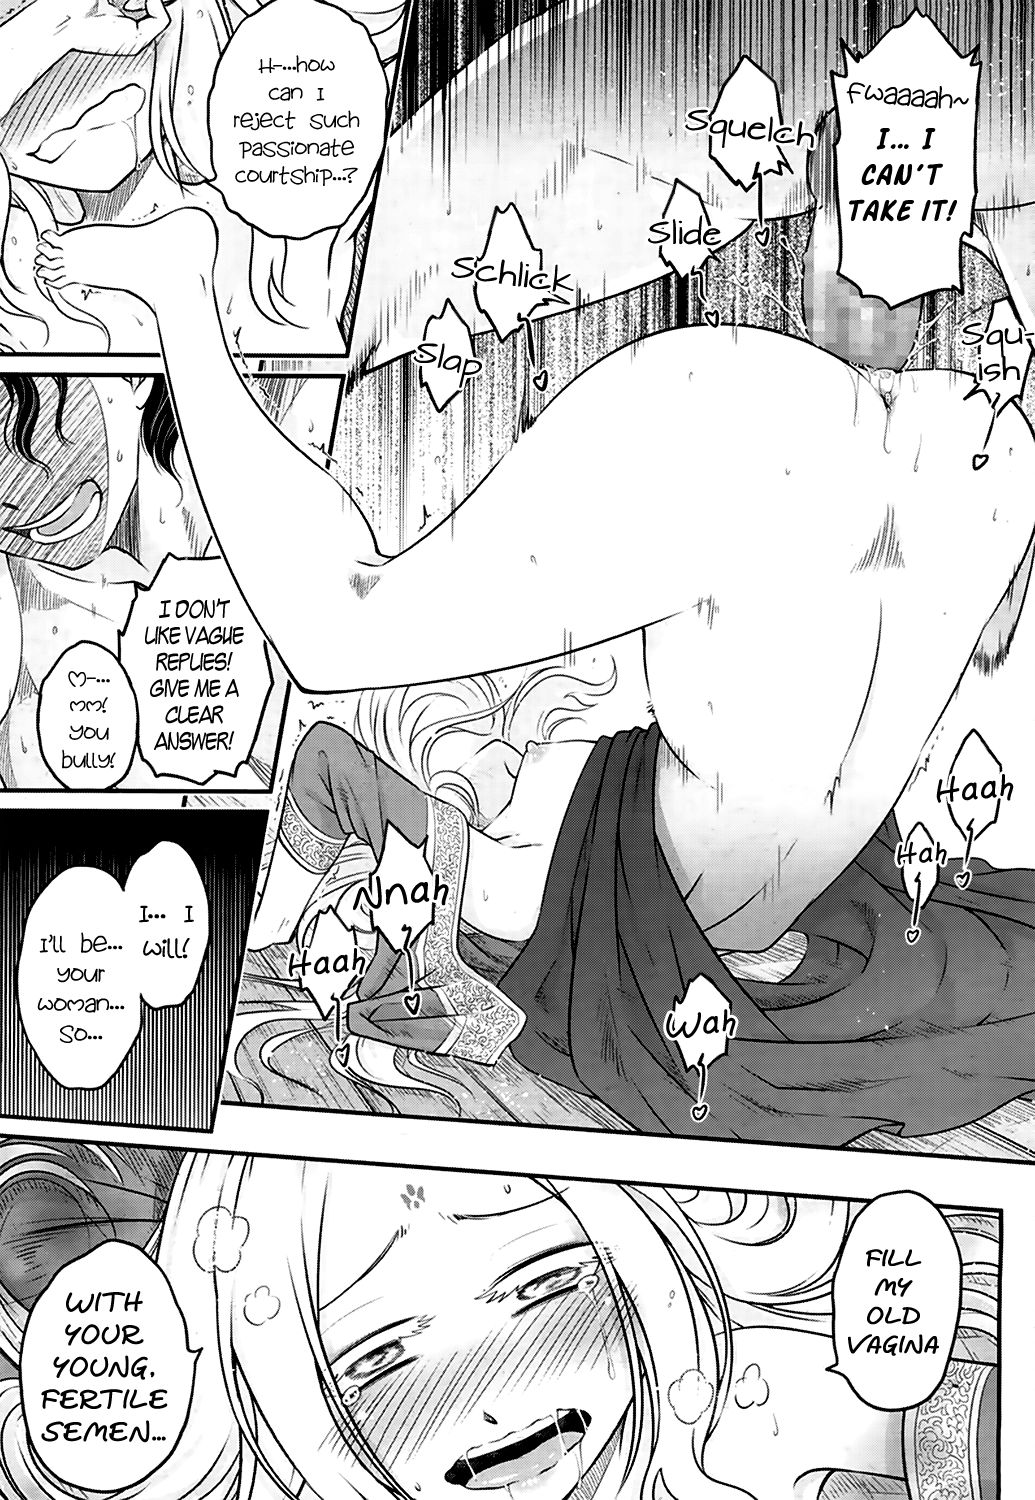 FWAAAAH~
I... I
CAN'T
TAKE IT!
Squelch
Slide
Schlick
Slap
Squ-
ish
H-...how
can I
reject such
passionate
courtship...?
I DON'T
LIKE VAGUE
REPLIES!
GIVE ME A
CLEAR
ANSWER!
♡-...
MM!
you
bully!
Haah
Hah
Nnah
Haah
Wah
I... I
will!
I'll be...
your
woman...
So...
FILL
MY
OLD
VAGINA
WITH
YOUR
YOUNG,
FERTILE
SEMEN...